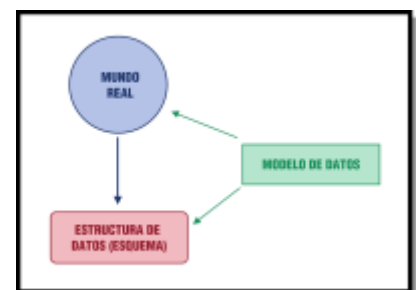 MUNDO
REAL
MODELO DE DATOS
ESTRUCTURA DE
DATOS (ESQUEMA)